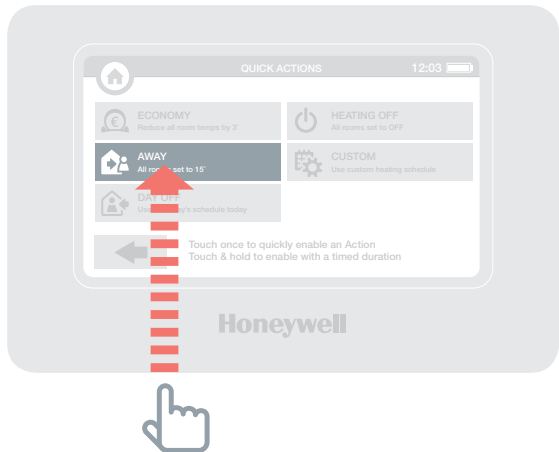 QUICK ACTIONS 12:03
ECONOMY
Reduce all room temps by 3°
HEATING OFF
All rooms set to OFF
AWAY
All rooms set to 15°
CUSTOM
Use custom heating schedule
DAY OFF
Use schedule today
Touch once to quickly enable an Action
Touch & hold to enable with a timed duration
Honeywell